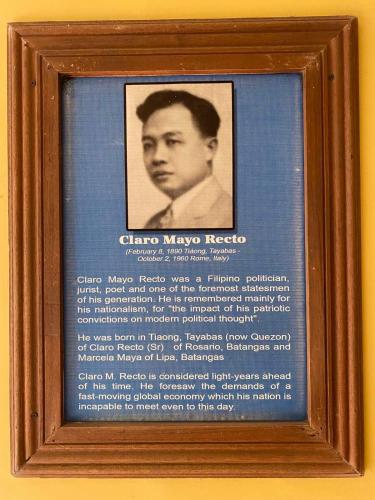 Claro Mayo Recto
(February 8, 1890 Tiaong, Tayabas -
October 2, 1960 Rome, Italy)
Claro Mayo Recto was a Filipino politician,
jurist, poet and one of the foremost statesmen
of his generation. He is remembered mainly for
his nationalism, for "the impact of his patriotic
convictions on modern political thought".
He was born in Tiaong, Tayabas (now Quezon)
of Claro Recto (Sr) of Rosario, Batangas and
Marcela Maya of Lipa, Batangas
Claro M. Recto is considered light-years ahead
of his time. He foresaw the demands of a
fast-moving global economy which his nation is
incapable to meet even to this day.